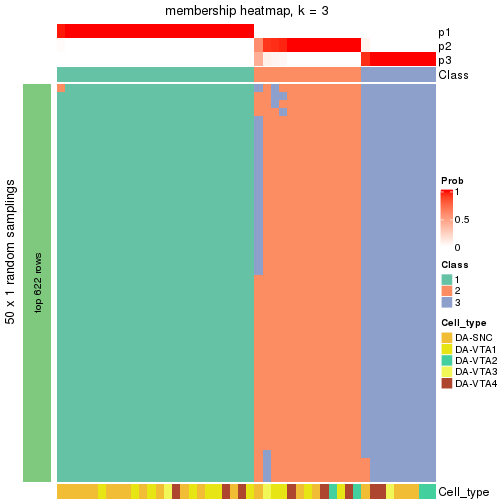 membership heatmap, k = 3
p1
p2
p3
Class
50 x 1 random samplings
top 622 rows
Prob
1
0.5
0
Class
1
2
3
Cell_type
DA-SNC
DA-VTA1
DA-VTA2
DA-VTA3
DA-VTA4
Cell_type